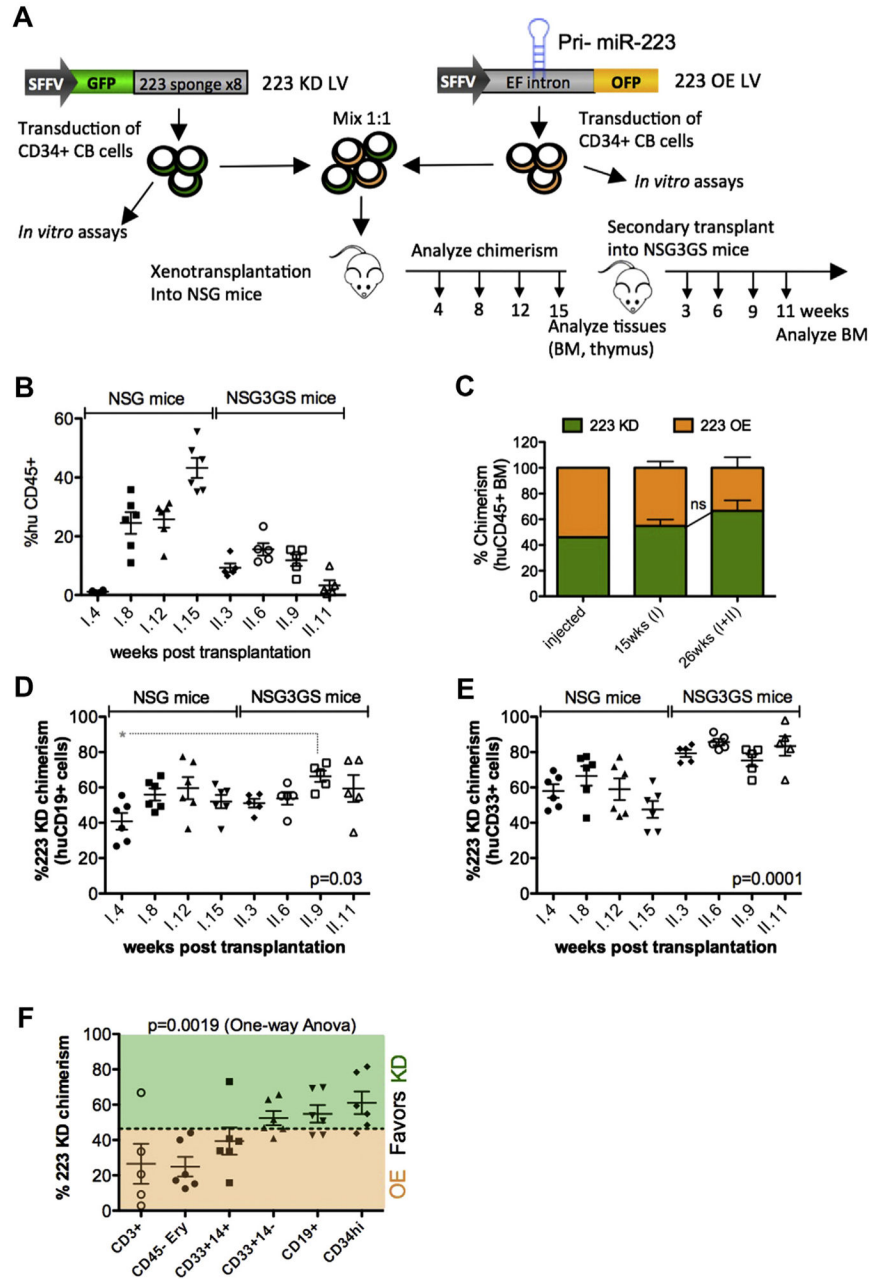 A
Pri- miR-223
SFFV GFP 223 sponge x8 223 KD LV
SFFV EF intron OFP 223 OE LV
Transduction of
CD34+ CB cells
Mix 1:1
Transduction of
CD34+ CB cells
In vitro assays
In vitro assays
Xenotransplantation
Into NSG mice
Analyze chimerism
4 8 12 15
Analyze tissues
(BM, thymus)
Secondary transplant
into NSG3GS mice
3 6 9 11 weeks
Analyze BM
B
NSG mice NSG3GS mice
%hu CD45+
60
40
20
0
I.4 I.8 I.12 I.15 II.3 II.6 II.9 II.11
weeks post transplantation
C
223 KD 223 OE
% Chimerism
(huCD45+ BM)
120
100
80
60
40
20
0
ns
injected 15wks (I) 26wks (I+II)
D
NSG mice NSG3GS mice
%223 KD chimerism
(huCD19+ cells)
100
80
60
40
20
0
*
p=0.03
I.4 I.8 I.12 I.15 II.3 II.6 II.9 II.11
weeks post transplantation
E
NSG mice NSG3GS mice
%223 KD chimerism
(huCD33+ cells)
100
80
60
40
20
0
p=0.0001
I.4 I.8 I.12 I.15 II.3 II.6 II.9 II.11
weeks post transplantation
F
p=0.0019 (One-way Anova)
% 223 KD chimerism
100
80
60
40
20
0
OE Favors KD
CD3+ CD45- Ery CD33+14+ CD33+14- CD19+ CD34hi